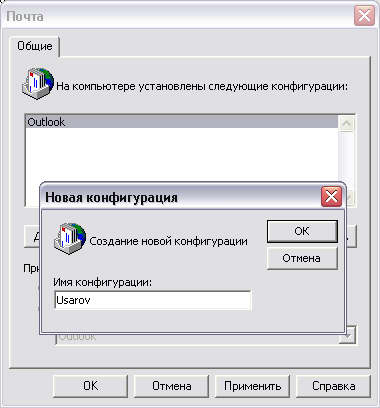 Почта
Общие
На компьютере установлены следующие конфигурации:
Outlook
Новая конфигурация
Создание новой конфигурации
OK
Отмена
Имя конфигурации:
Usarov
Outlook
OK
Отмена
Применить
Справка